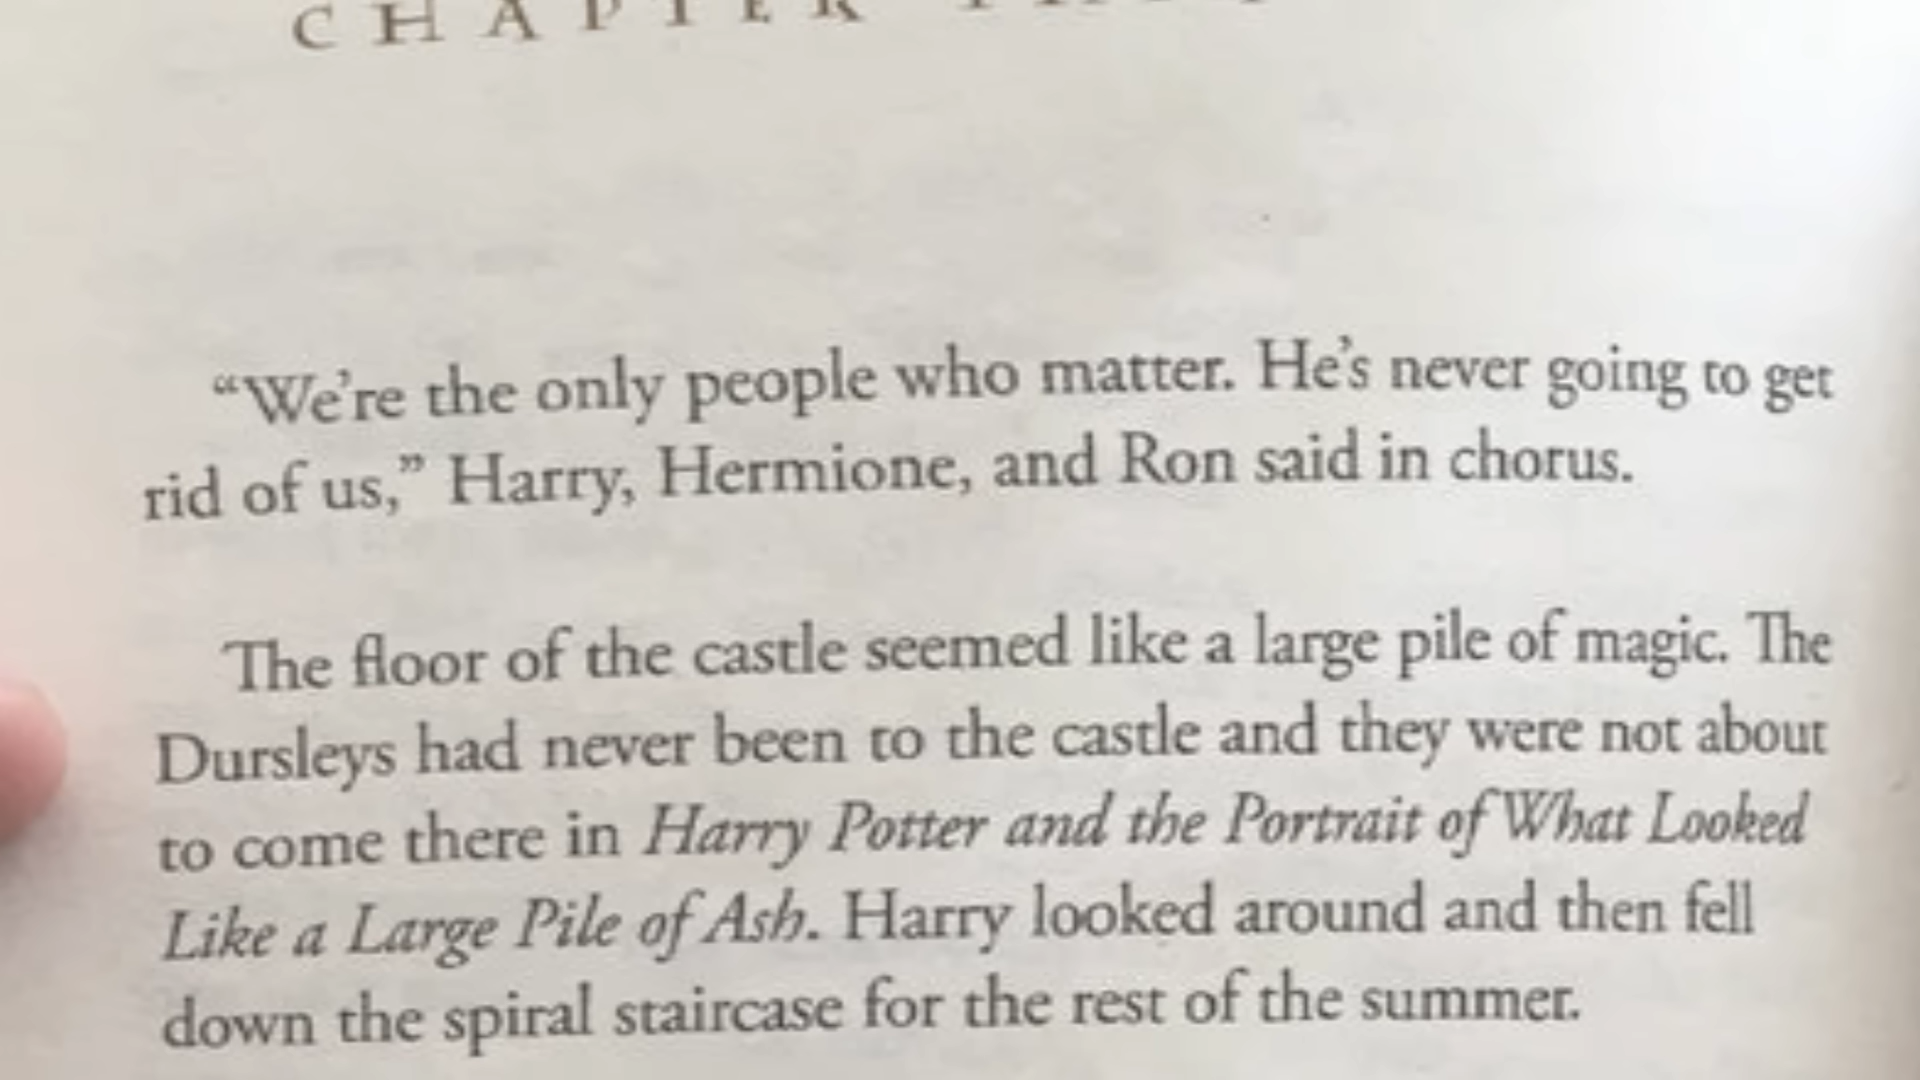 CHAPTER
“We’re the only people who matter. He’s never going to get
rid of us,” Harry, Hermione, and Ron said in chorus.
The floor of the castle seemed like a large pile of magic. The
Dursleys had never been to the castle and they were not about
to come there in Harry Potter and the Portrait of What Looked
Like a Large Pile of Ash. Harry looked around and then fell
down the spiral staircase for the rest of the summer.